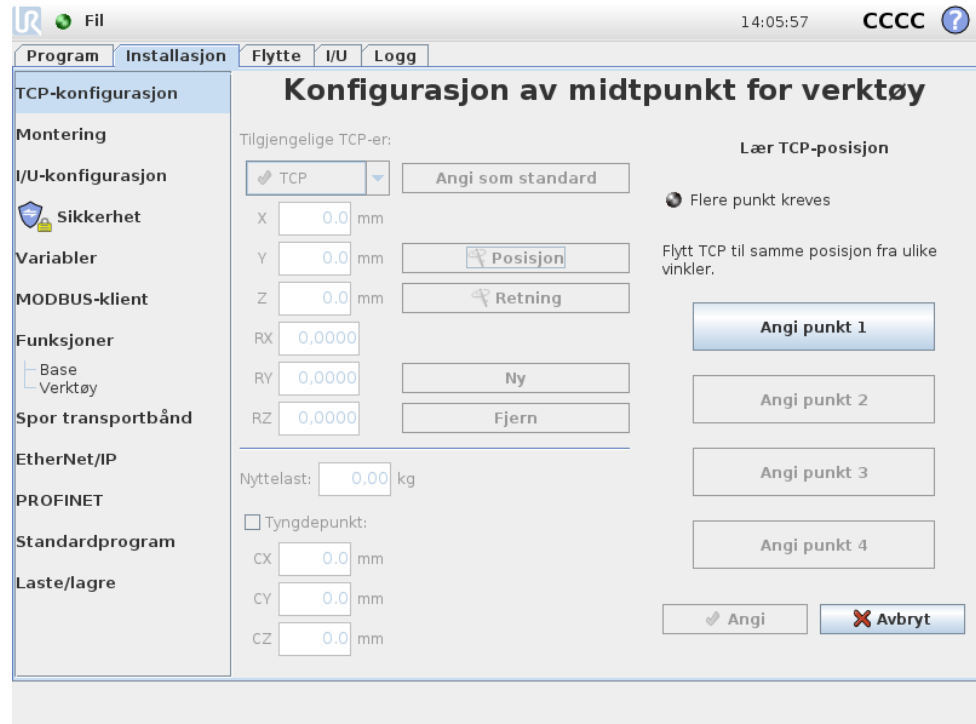 UR Fil 14:05:57 CCCC ?
Program Installasjon Flytte I/U Logg
TCP-konfigurasjon
Montering
I/U-konfigurasjon
Sikkerhet
Variabler
MODBUS-klient
Funksjoner
Base
Verktøy
Spor transportbånd
EtherNet/IP
PROFINET
Standardprogram
Laste/lagre
Konfigurasjon av midtpunkt for verktøy
Tilgjengelige TCP-er:
TCP Angi som standard
X 0.0 mm
Y 0.0 mm Posisjon
Z 0.0 mm Retning
RX 0,0000
RY 0,0000 Ny
RZ 0,0000 Fjern
Nyttelast: 0,00 kg
Tyngdepunkt:
CX 0.0 mm
CY 0.0 mm
CZ 0.0 mm
Lær TCP-posisjon
Flere punkt kreves
Flytt TCP til samme posisjon fra ulike
vinkler.
Angi punkt 1
Angi punkt 2
Angi punkt 3
Angi punkt 4
Angi Avbryt